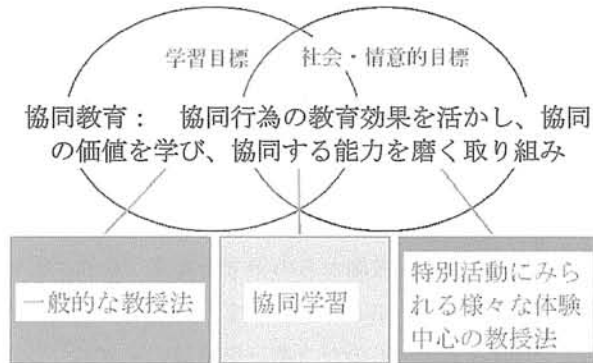 学習目標
社会・情意的目標
協同教育： 協同行為の教育効果を活かし、協同
の価値を学び、協同する能力を磨く取り組み
一般的な教授法
協同学習
特別活動にみら
れる様々な体験
中心の教授法